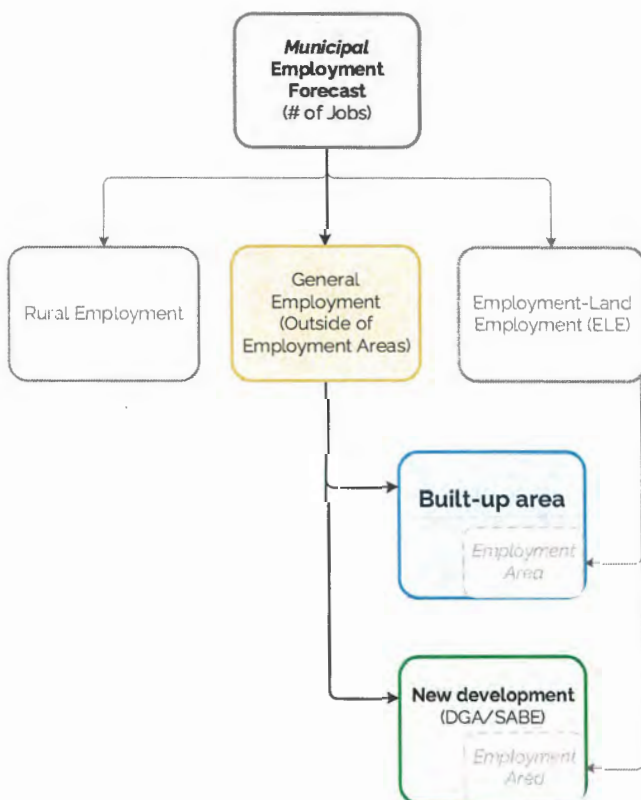 Municipal
Employment
Forecast
(# of Jobs)
Rural Employment
General
Employment
(Outside of
Employment Areas)
Employment-Land
Employment (ELE)
Built-up area
Employment
Area
New development
(DGA/SABE)
Employment
Area